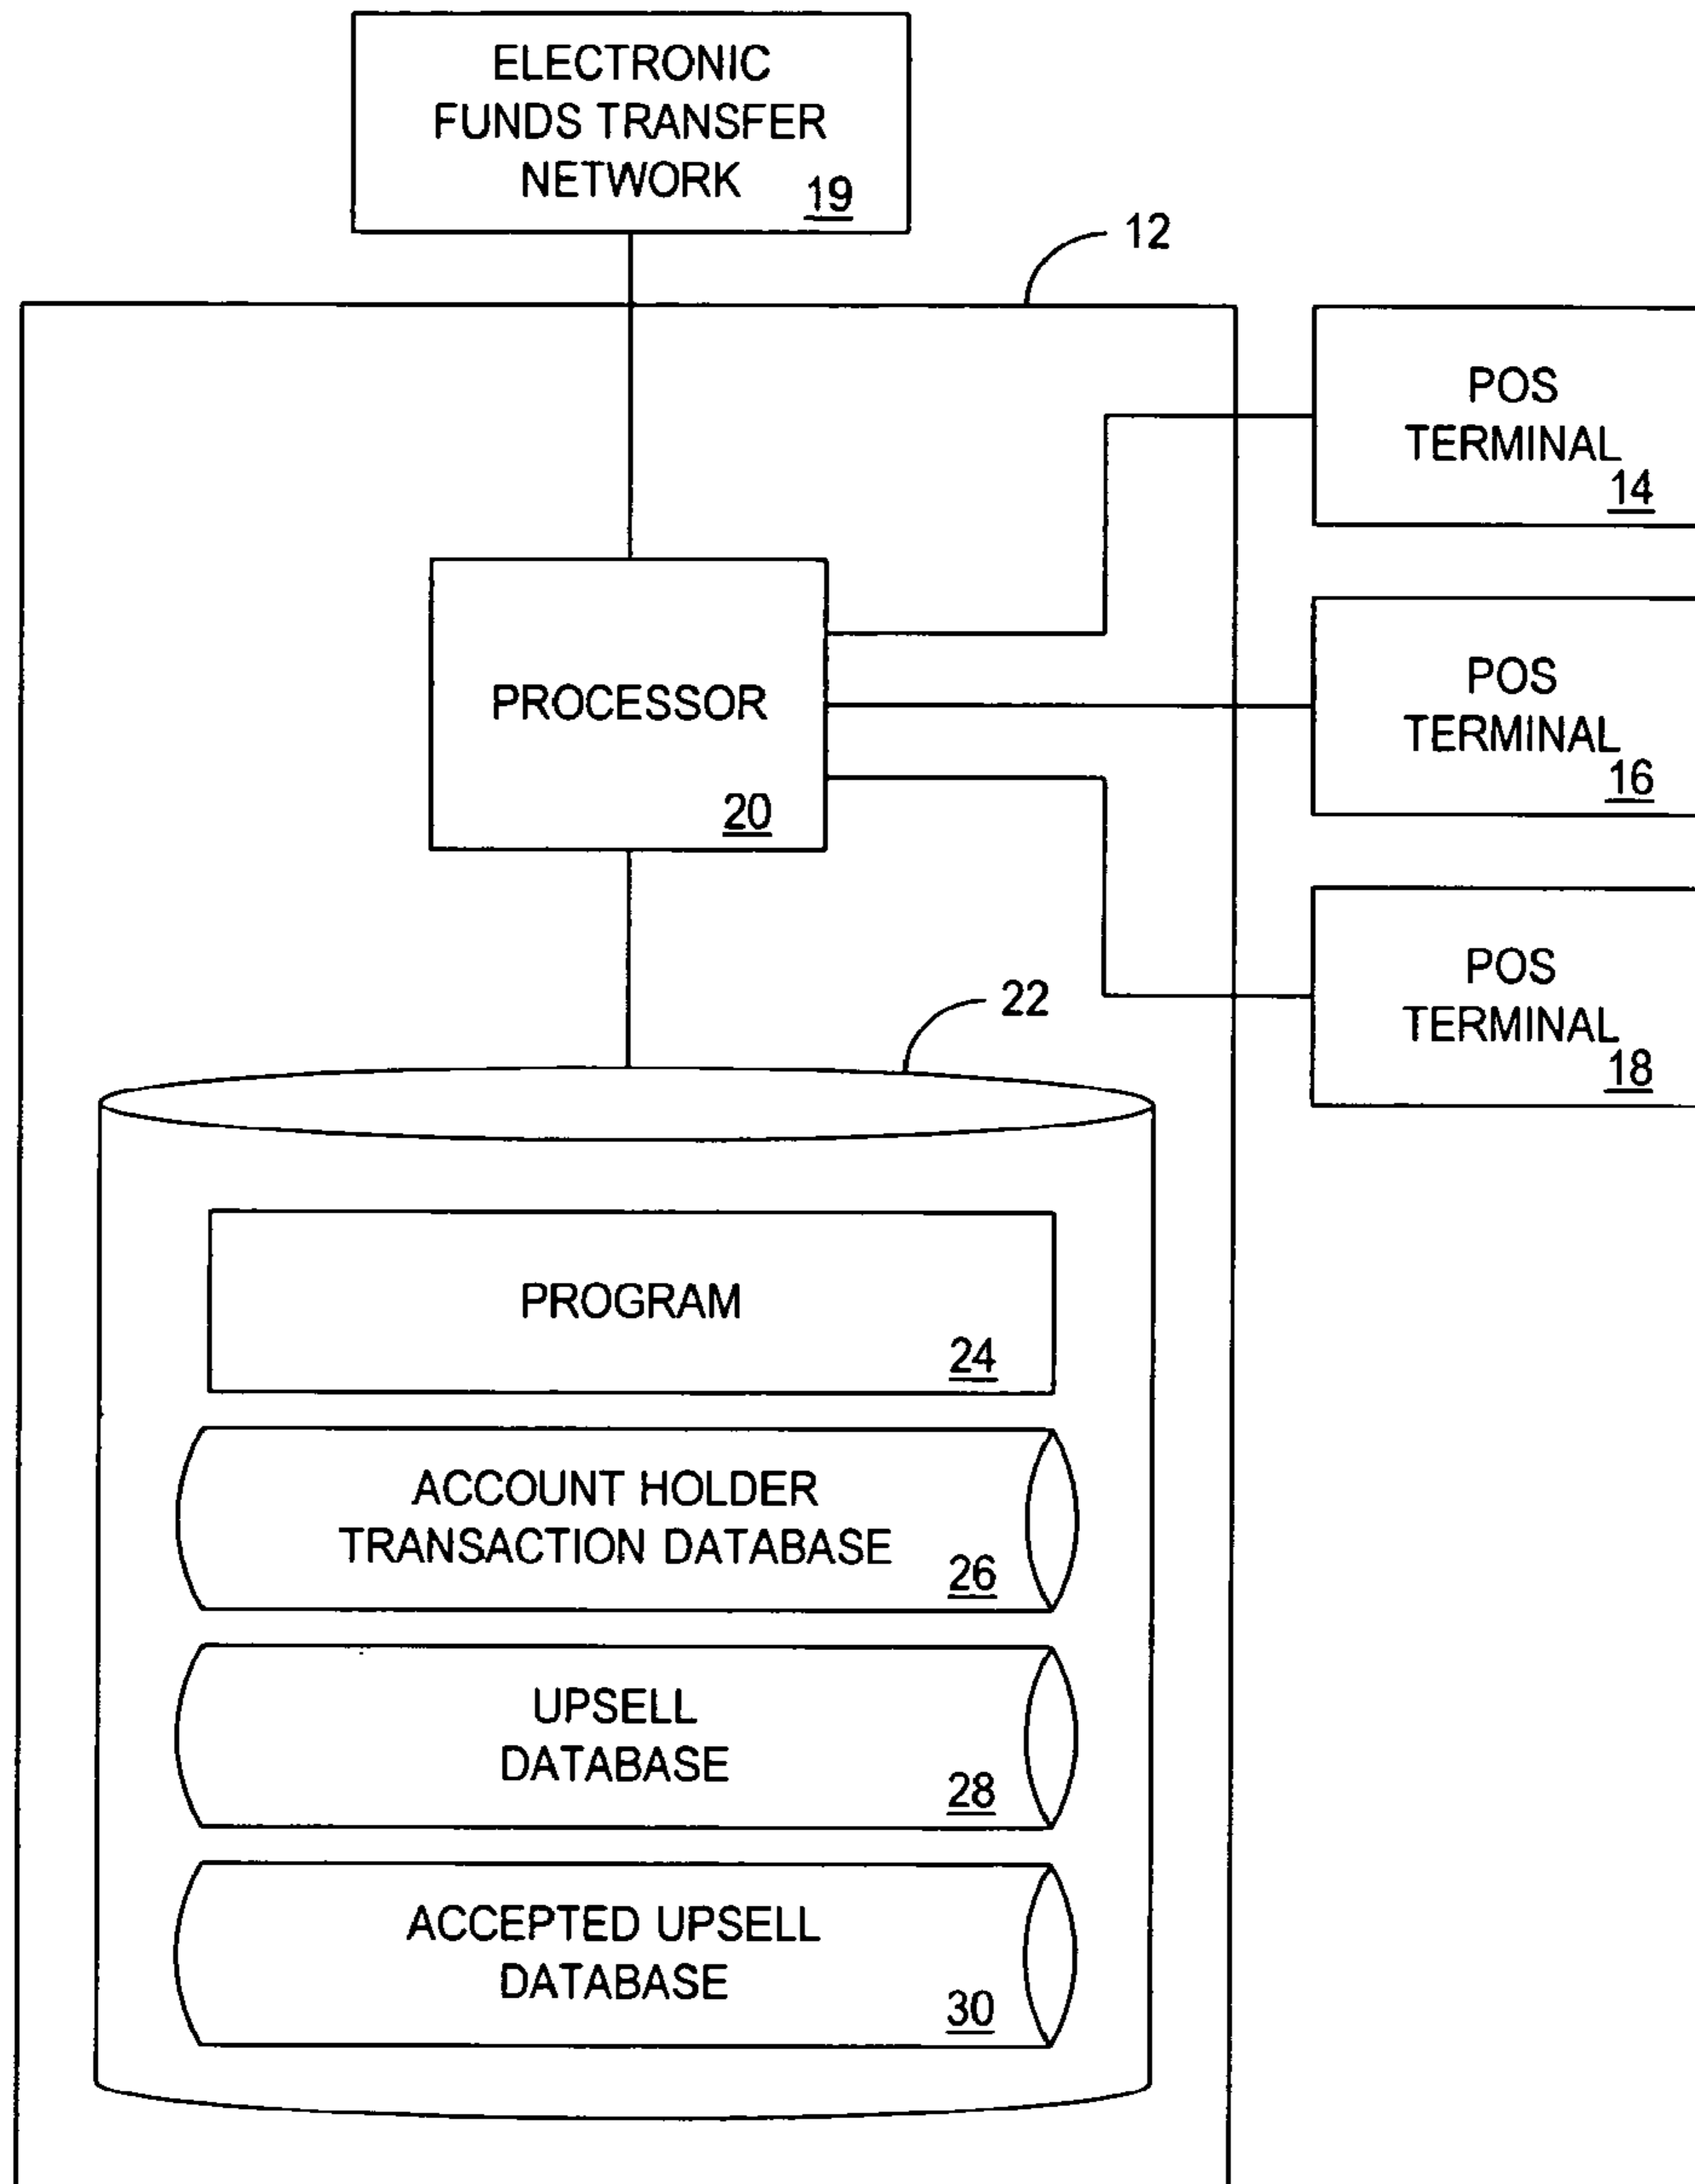 ELECTRONIC
FUNDS TRANSFER
NETWORK 19
12
POS
TERMINAL
14
PROCESSOR
20
POS
TERMINAL
16
POS
TERMINAL
18
22
PROGRAM
24
ACCOUNT HOLDER
TRANSACTION DATABASE
26
UPSELL
DATABASE
28
ACCEPTED UPSELL
DATABASE
30